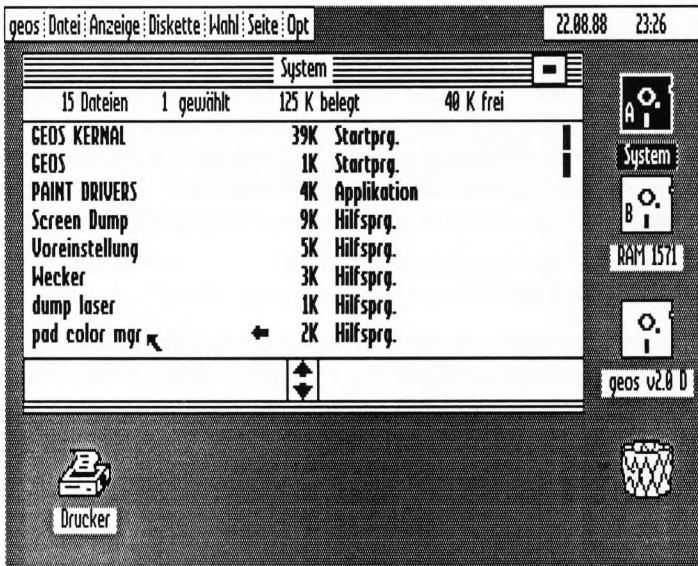 geos Datei Anzeige Diskette Wahl Seite Opt 22.08.88 23:26
System
15 Dateien 1 gewählt 125 K belegt 40 K frei
GEOS KERNAL 39K Startprg.
GEOS 1K Startprg.
PAINT DRIVERS 4K Applikation
Screen Dump 9K Hilfsprg.
Voreinstellung 5K Hilfsprg.
Wecker 3K Hilfsprg.
dump laser 1K Hilfsprg.
pad color mgr 2K Hilfsprg.
A
System
B
RAM 1571
geos v2.0 D
Drucker